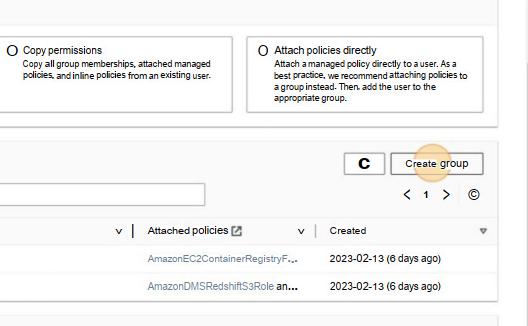 Copy permissions
Copy all group memberships, attached managed
policies, and inline policies from an existing user.
Attach policies directly
Attach a managed policy directly to a user. As a
best practice, we recommend attaching policies to
a group instead. Then, add the user to the
appropriate group.
C Create group
< 1 > ©
Attached policies Created
AmazonEC2ContainerRegistryF... 2023-02-13 (6 days ago)
AmazonDMSRedshiftS3Role an... 2023-02-13 (6 days ago)